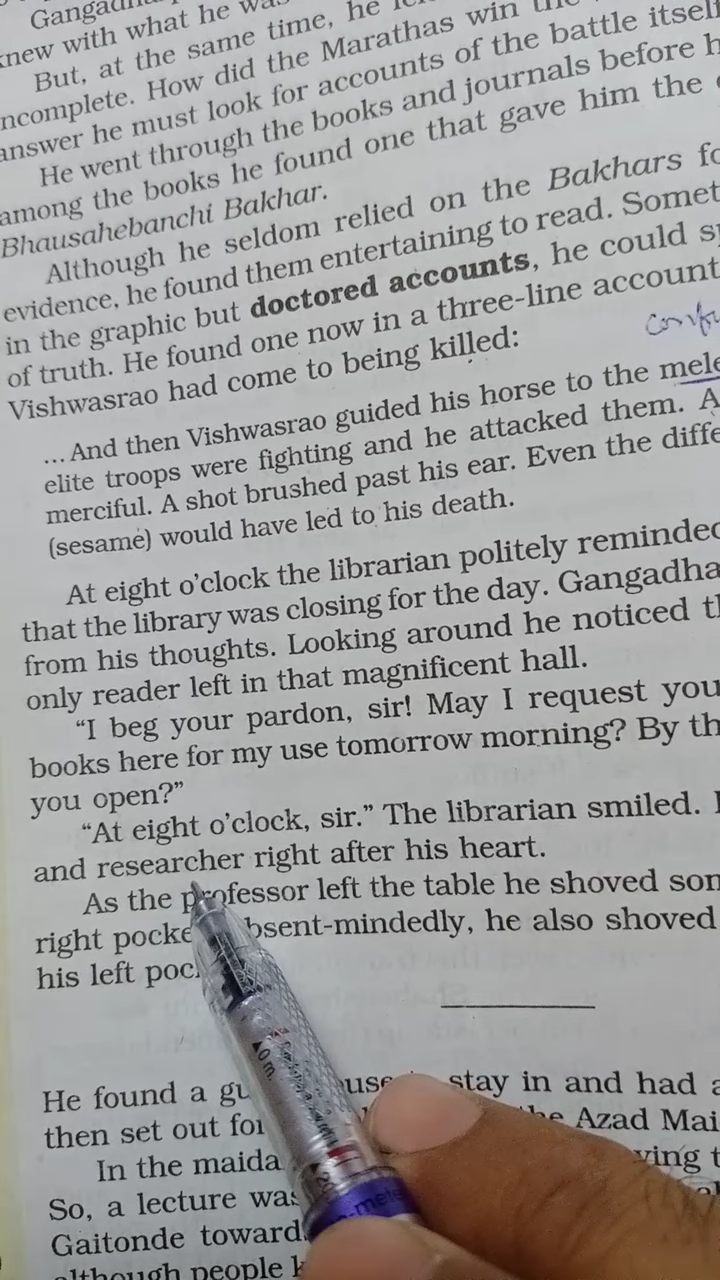 Gangadha
knew with what he was
But, at the same time, he
ncomplete. How did the Marathas win the
answer he must look for accounts of the battle itself
He went through the books and journals before h
among the books he found one that gave him the
Bhausahebanchi Bakhar.
Although he seldom relied on the Bakhars fo
evidence, he found them entertaining to read. Somet
in the graphic but doctored accounts, he could sp
of truth. He found one now in a three-line account
confu
Vishwasrao had come to being killed:
...And then Vishwasrao guided his horse to the mele
elite troops were fighting and he attacked them. A
merciful. A shot brushed past his ear. Even the diffe
(sesame) would have led to his death.
At eight o'clock the librarian politely reminded
that the library was closing for the day. Gangadha
from his thoughts. Looking around he noticed th
only reader left in that magnificent hall.
“I beg your pardon, sir! May I request you
books here for my use tomorrow morning? By th
you open?”
“At eight o'clock, sir.” The librarian smiled.
and researcher right after his heart.
As the professor left the table he shoved som
right pocke bsent-mindedly, he also shoved
his left poc
He found a gu use stay in and had a
then set out for the Azad Mai
In the maida ving t
So, a lecture was
Gaitonde toward
although people k